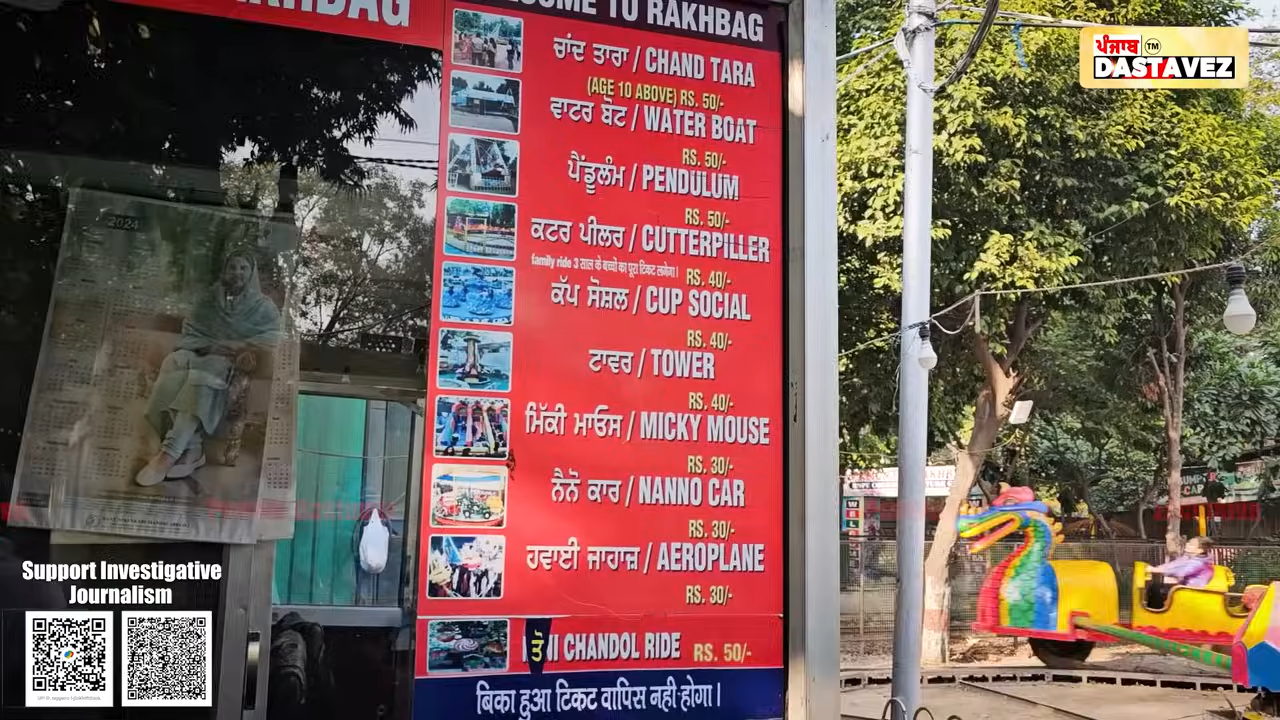 RAKHBAG
WELCOME TO RAKHBAG
ਚਾਂਦ ਤਾਰਾ / CHAND TARA
(AGE 10 ABOVE) RS. 50/-
ਵਾਟਰ ਬੋਟ / WATER BOAT
RS. 50/-
ਪੈਂਡੂਲੰਮ / PENDULUM
RS. 50/-
ਕਟਰ ਪੀਲਰ / CUTTERPILLER
family ride 3 साल के बच्चो का पूरा टिकट लगेगा। RS. 40/-
ਕੱਪ ਸੋਸ਼ਲ / CUP SOCIAL
RS. 40/-
ਟਾਵਰ / TOWER
RS. 40/-
ਮਿੱਕੀ ਮਾਓਸ / MICKY MOUSE
RS. 30/-
ਨੈਨੋ ਕਾਰ / NANNO CAR
RS. 30/-
ਹਵਾਈ ਜਾਹਾਜ਼ / AEROPLANE
RS. 30/-
CHANDOL RIDE RS. 50/-
बिका हुआ टिकट वापिस नही होगा।
2024
ਪੰਜਾਬ TM
DASTAVEZ
Support Investigative
Journalism